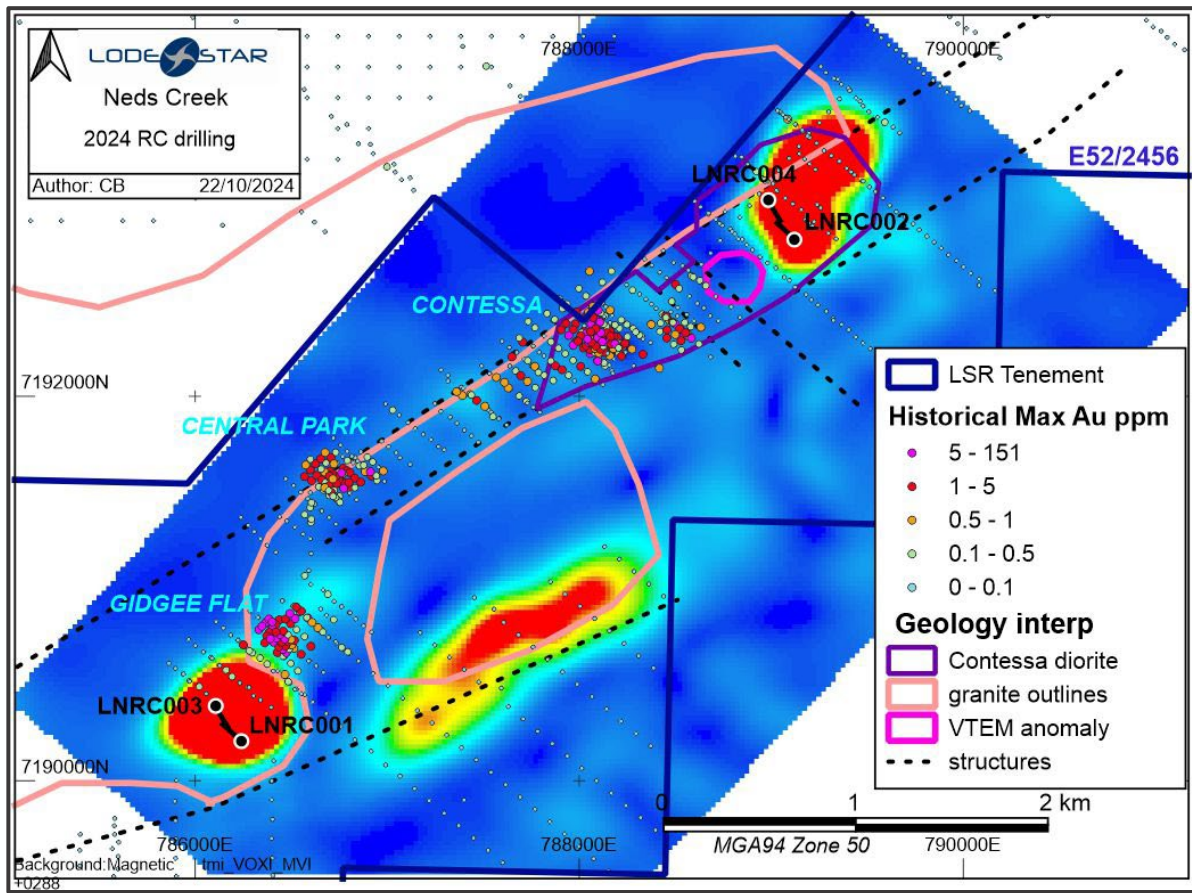 LODESTAR
Neds Creek
2024 RC drilling
Author: CB 22/10/2024
788000E
790000E
E52/2456
LNRC004
LNRC002
CONTESSA
7192000N
CENTRAL PARK
GIDGEE FLAT
LNRC003
LNRC001
7190000N
LSR Tenement
Historical Max Au ppm
5 - 151
1 - 5
0.5 - 1
0.1 - 0.5
0 - 0.1
Geology interp
Contessa diorite
granite outlines
VTEM anomaly
structures
0 1 2 km
MGA94 Zone 50
786000E
788000E
790000E
Background:Magnetic tmi_VOXI_MVI
+0288